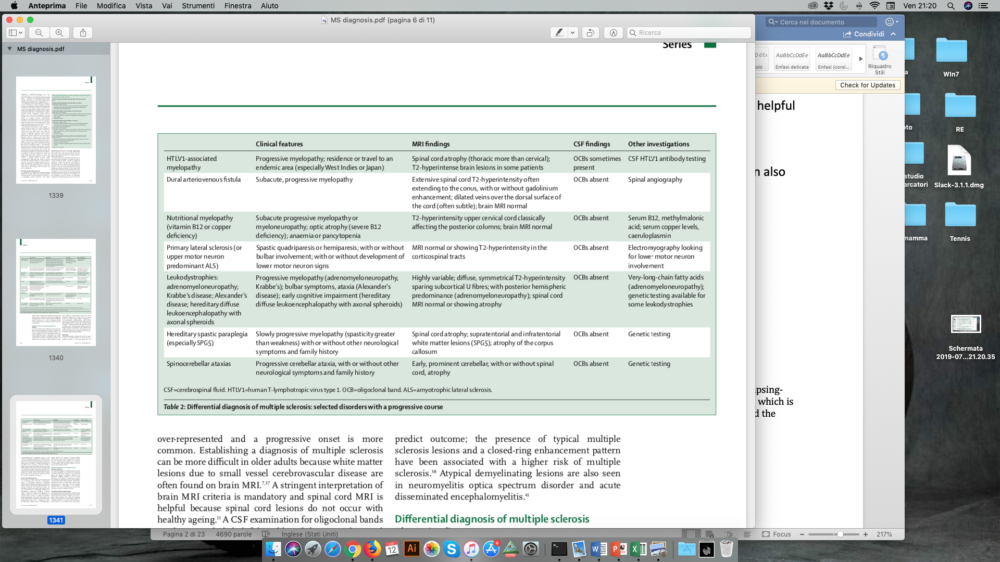 Anteprima File Modifica Vista Vai Strumenti Finestra Aiuto Ven 21:20
MS diagnosis.pdf (pagina 6 di 11)
Ricerca
Cerca nel documento
Condividi
MS diagnosis.pdf
1339
1340
1341
AaBbCcDdEe AaBbCcDdEe
Enfasi delicata Enfasi (corsi...
Riquadro
Stili
Check for Updates
helpful
also
which is
the
Series
Clinical features MRI findings CSF findings Other investigations
HTLV1-associated
myelopathy
Progressive myelopathy; residence or travel to an
endemic area (especially West Indies or Japan)
Spinal cord atrophy (thoracic more than cervical);
T2-hyperintense brain lesions in some patients
OCBs sometimes
present
CSF HTLV1 antibody testing
Dural arteriovenous fistula
Subacute, progressive myelopathy
Extensive spinal cord T2-hyperintensity often
extending to the conus, with or without gadolinium
enhancement; dilated veins over the dorsal surface of
the cord (often subtle); brain MRI normal
OCBs absent
Spinal angiography
Nutritional myelopathy
(vitamin B12 or copper
deficiency)
Subacute progressive myelopathy or
myeloneuropathy; optic atrophy (severe B12
deficiency); anaemia or pancytopenia
T2-hyperintensity upper cervical cord classically
affecting the posterior columns; brain MRI normal
OCBs absent
Serum B12, methylmalonic
acid; serum copper levels,
caeruloplasmin
Primary lateral sclerosis (or
upper motor neuron
predominant ALS)
Spastic quadriparesis or hemiparesis; with or without
bulbar involvement; with or without development of
lower motor neuron signs
MRI normal or showing T2-hyperintensity in the
corticospinal tracts
OCBs absent
Electromyography looking
for lower motor neuron
involvement
Leukodystrophies:
adrenomyeloneuropathy;
Krabbe's disease; Alexander's
disease; hereditary diffuse
leukoencephalopathy with
axonal spheroids
Progressive myelopathy (adrenomyeloneuropathy,
Krabbe's); bulbar symptoms, ataxia (Alexander's
disease); early cognitive impairment (hereditary
diffuse leukoencephalopathy with axonal spheroids)
Highly variable; diffuse, symmetrical T2-hyperintensity
sparing subcortical U fibres; with posterior hemispheric
predominance (adrenomyeloneuropathy); spinal cord
MRI normal or showing atrophy
OCBs absent
Very-long-chain fatty acids
(adrenomyeloneuropathy);
genetic testing available for
some leukodystrophies
Hereditary spastic paraplegia
(especially SPG5)
Slowly progressive myelopathy (spasticity greater
than weakness) with or without other neurological
symptoms and family history
Spinal cord atrophy; supratentorial and infratentorial
white matter lesions (SPG5); atrophy of the corpus
callosum
OCBs absent
Genetic testing
Spinocerebellar ataxias
Progressive cerebellar ataxia, with or without other
neurological symptoms and family history
Early, prominent cerebellar, with or without spinal
cord, atrophy
OCBs absent
Genetic testing
CSF=cerebrospinal fluid. HTLV1=human T-lymphotropic virus type 1. OCB=oligoclonal band. ALS=amyotrophic lateral sclerosis.
Table 2: Differential diagnosis of multiple sclerosis: selected disorders with a progressive course
over-represented and a progressive onset is more
common. Establishing a diagnosis of multiple sclerosis
can be more difficult in older adults because white matter
lesions due to small vessel cerebrovascular disease are
often found on brain MRI.7,37 A stringent interpretation of
brain MRI criteria is mandatory and spinal cord MRI is
helpful because spinal cord lesions do not occur with
healthy ageing.11 A CSF examination for oligoclonal bands
predict outcome; the presence of typical multiple
sclerosis lesions and a closed-ring enhancement pattern
have been associated with a higher risk of multiple
sclerosis.38 Atypical demyelinating lesions are also seen
in neuromyelitis optica spectrum disorder and acute
disseminated encephalomyelitis.41
Differential diagnosis of multiple sclerosis
Pagina 2 di 23 4690 parole Inglese (Stati Uniti) Focus 217%
WIn7
RE
studio
Slack-3.1.1.dmg
mamma
Tennis
Schermata
2019-07...21.20.35
LUG
12
Ai
6
LITE